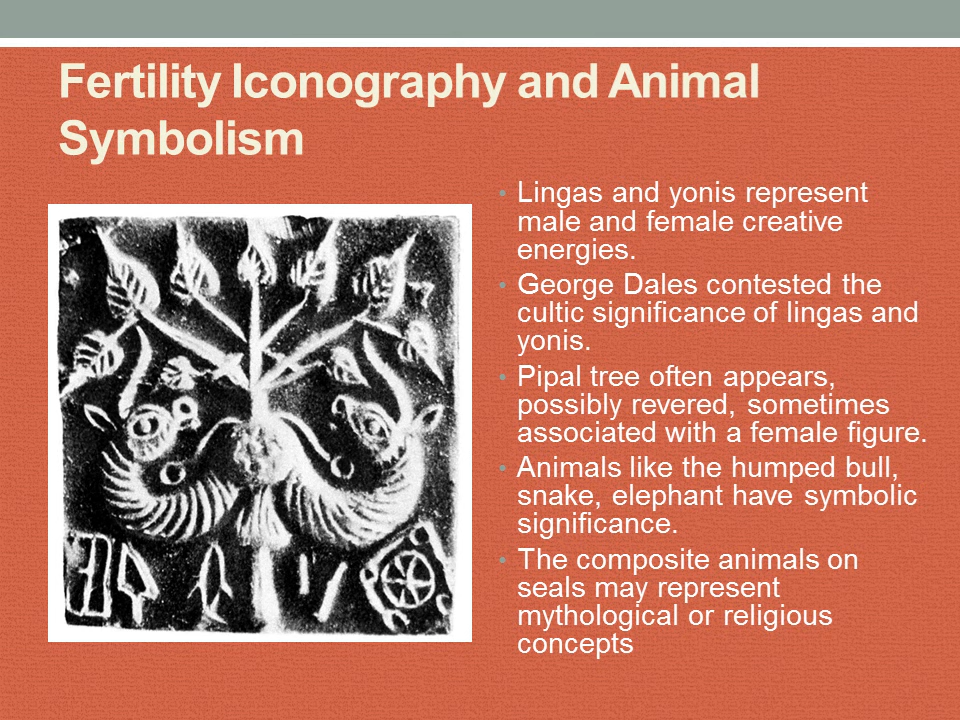 Fertility Iconography and Animal
Symbolism
• Lingas and yonis represent
male and female creative
energies.
• George Dales contested the
cultic significance of lingas and
yonis.
• Pipal tree often appears,
possibly revered, sometimes
associated with a female figure.
• Animals like the humped bull,
snake, elephant have symbolic
significance.
• The composite animals on
seals may represent
mythological or religious
concepts